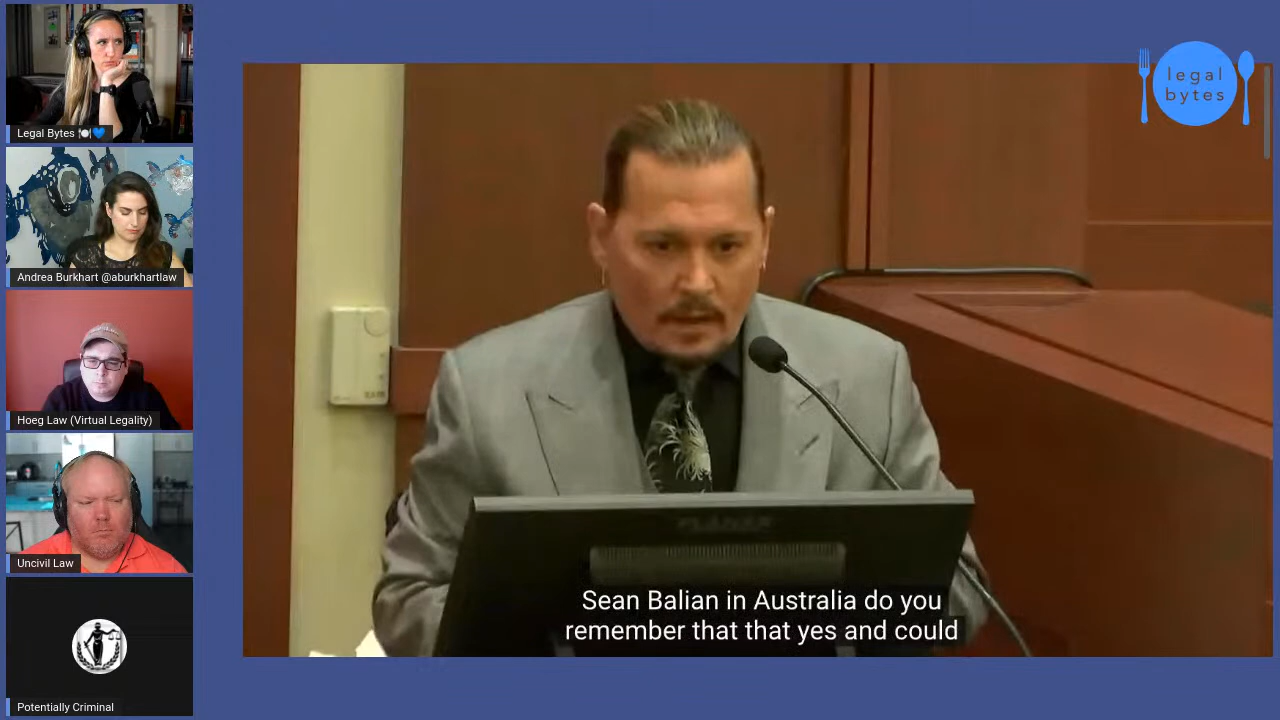 Legal Bytes 🍽💙
Andrea Burkhart @aburkhartlaw
Hoeg Law (Virtual Legality)
Uncivil Law
Potentially Criminal
legal
bytes
Sean Balian in Australia do you
remember that that yes and could